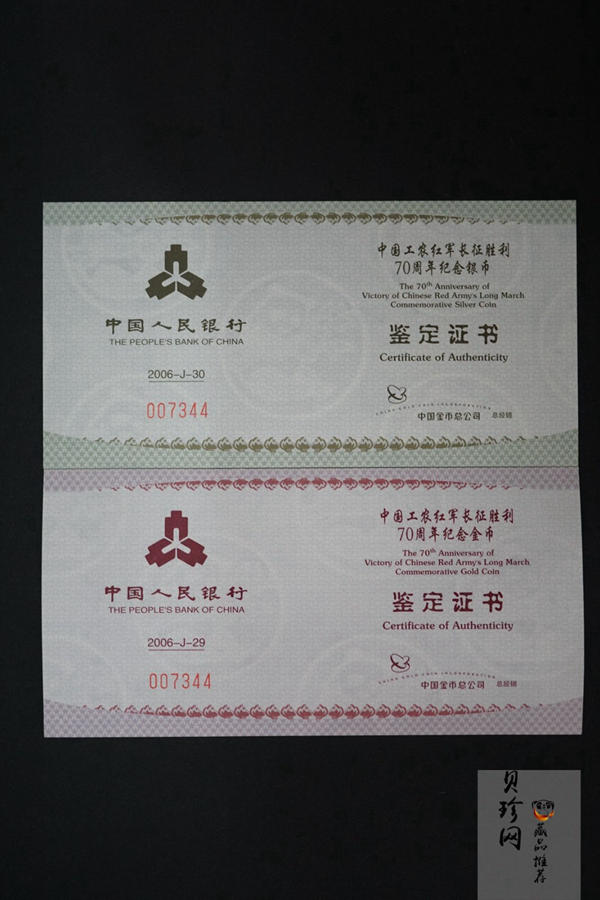 中国人民银行
THE PEOPLE'S BANK OF CHINA
2006-J-30
007344
中国工农红军长征胜利
70周年纪念银币
The 70th Anniversary of
Victory of Chinese Red Army's Long March
Commemorative Silver Coin
鉴定证书
Certificate of Authenticity
CHINA GOLD COIN INCORPORATION
中国金币总公司 总经销
中国人民银行
THE PEOPLE'S BANK OF CHINA
2006-J-29
007344
中国工农红军长征胜利
70周年纪念金币
The 70th Anniversary of
Victory of Chinese Red Army's Long March
Commemorative Gold Coin
鉴定证书
Certificate of Authenticity
CHINA GOLD COIN INCORPORATION
中国金币总公司 总经销
贝珍网
藏品推荐